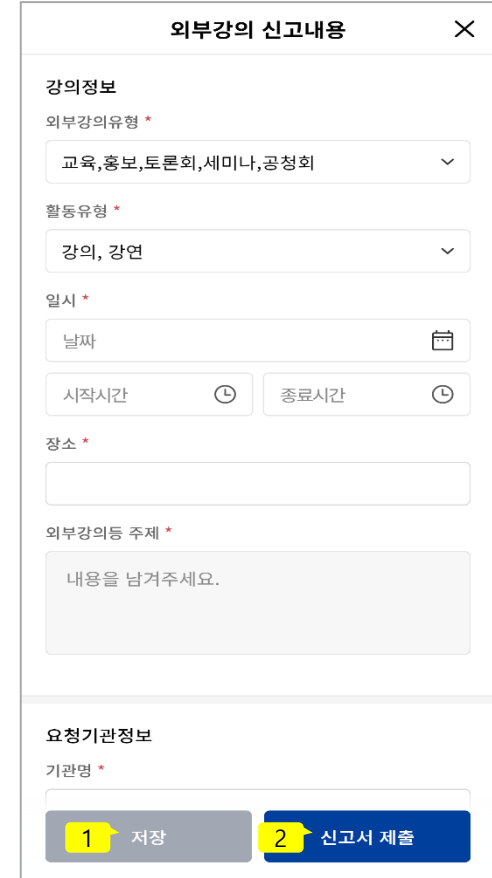 외부강의 신고내용
강의정보
외부강의유형 *
교육,홍보,토론회,세미나,공청회
활동유형 *
강의, 강연
일시 *
날짜
시작시간 종료시간
장소 *
외부강의등 주제 *
내용을 남겨주세요.
요청기관정보
기관명 *
1 저장 2 신고서 제출